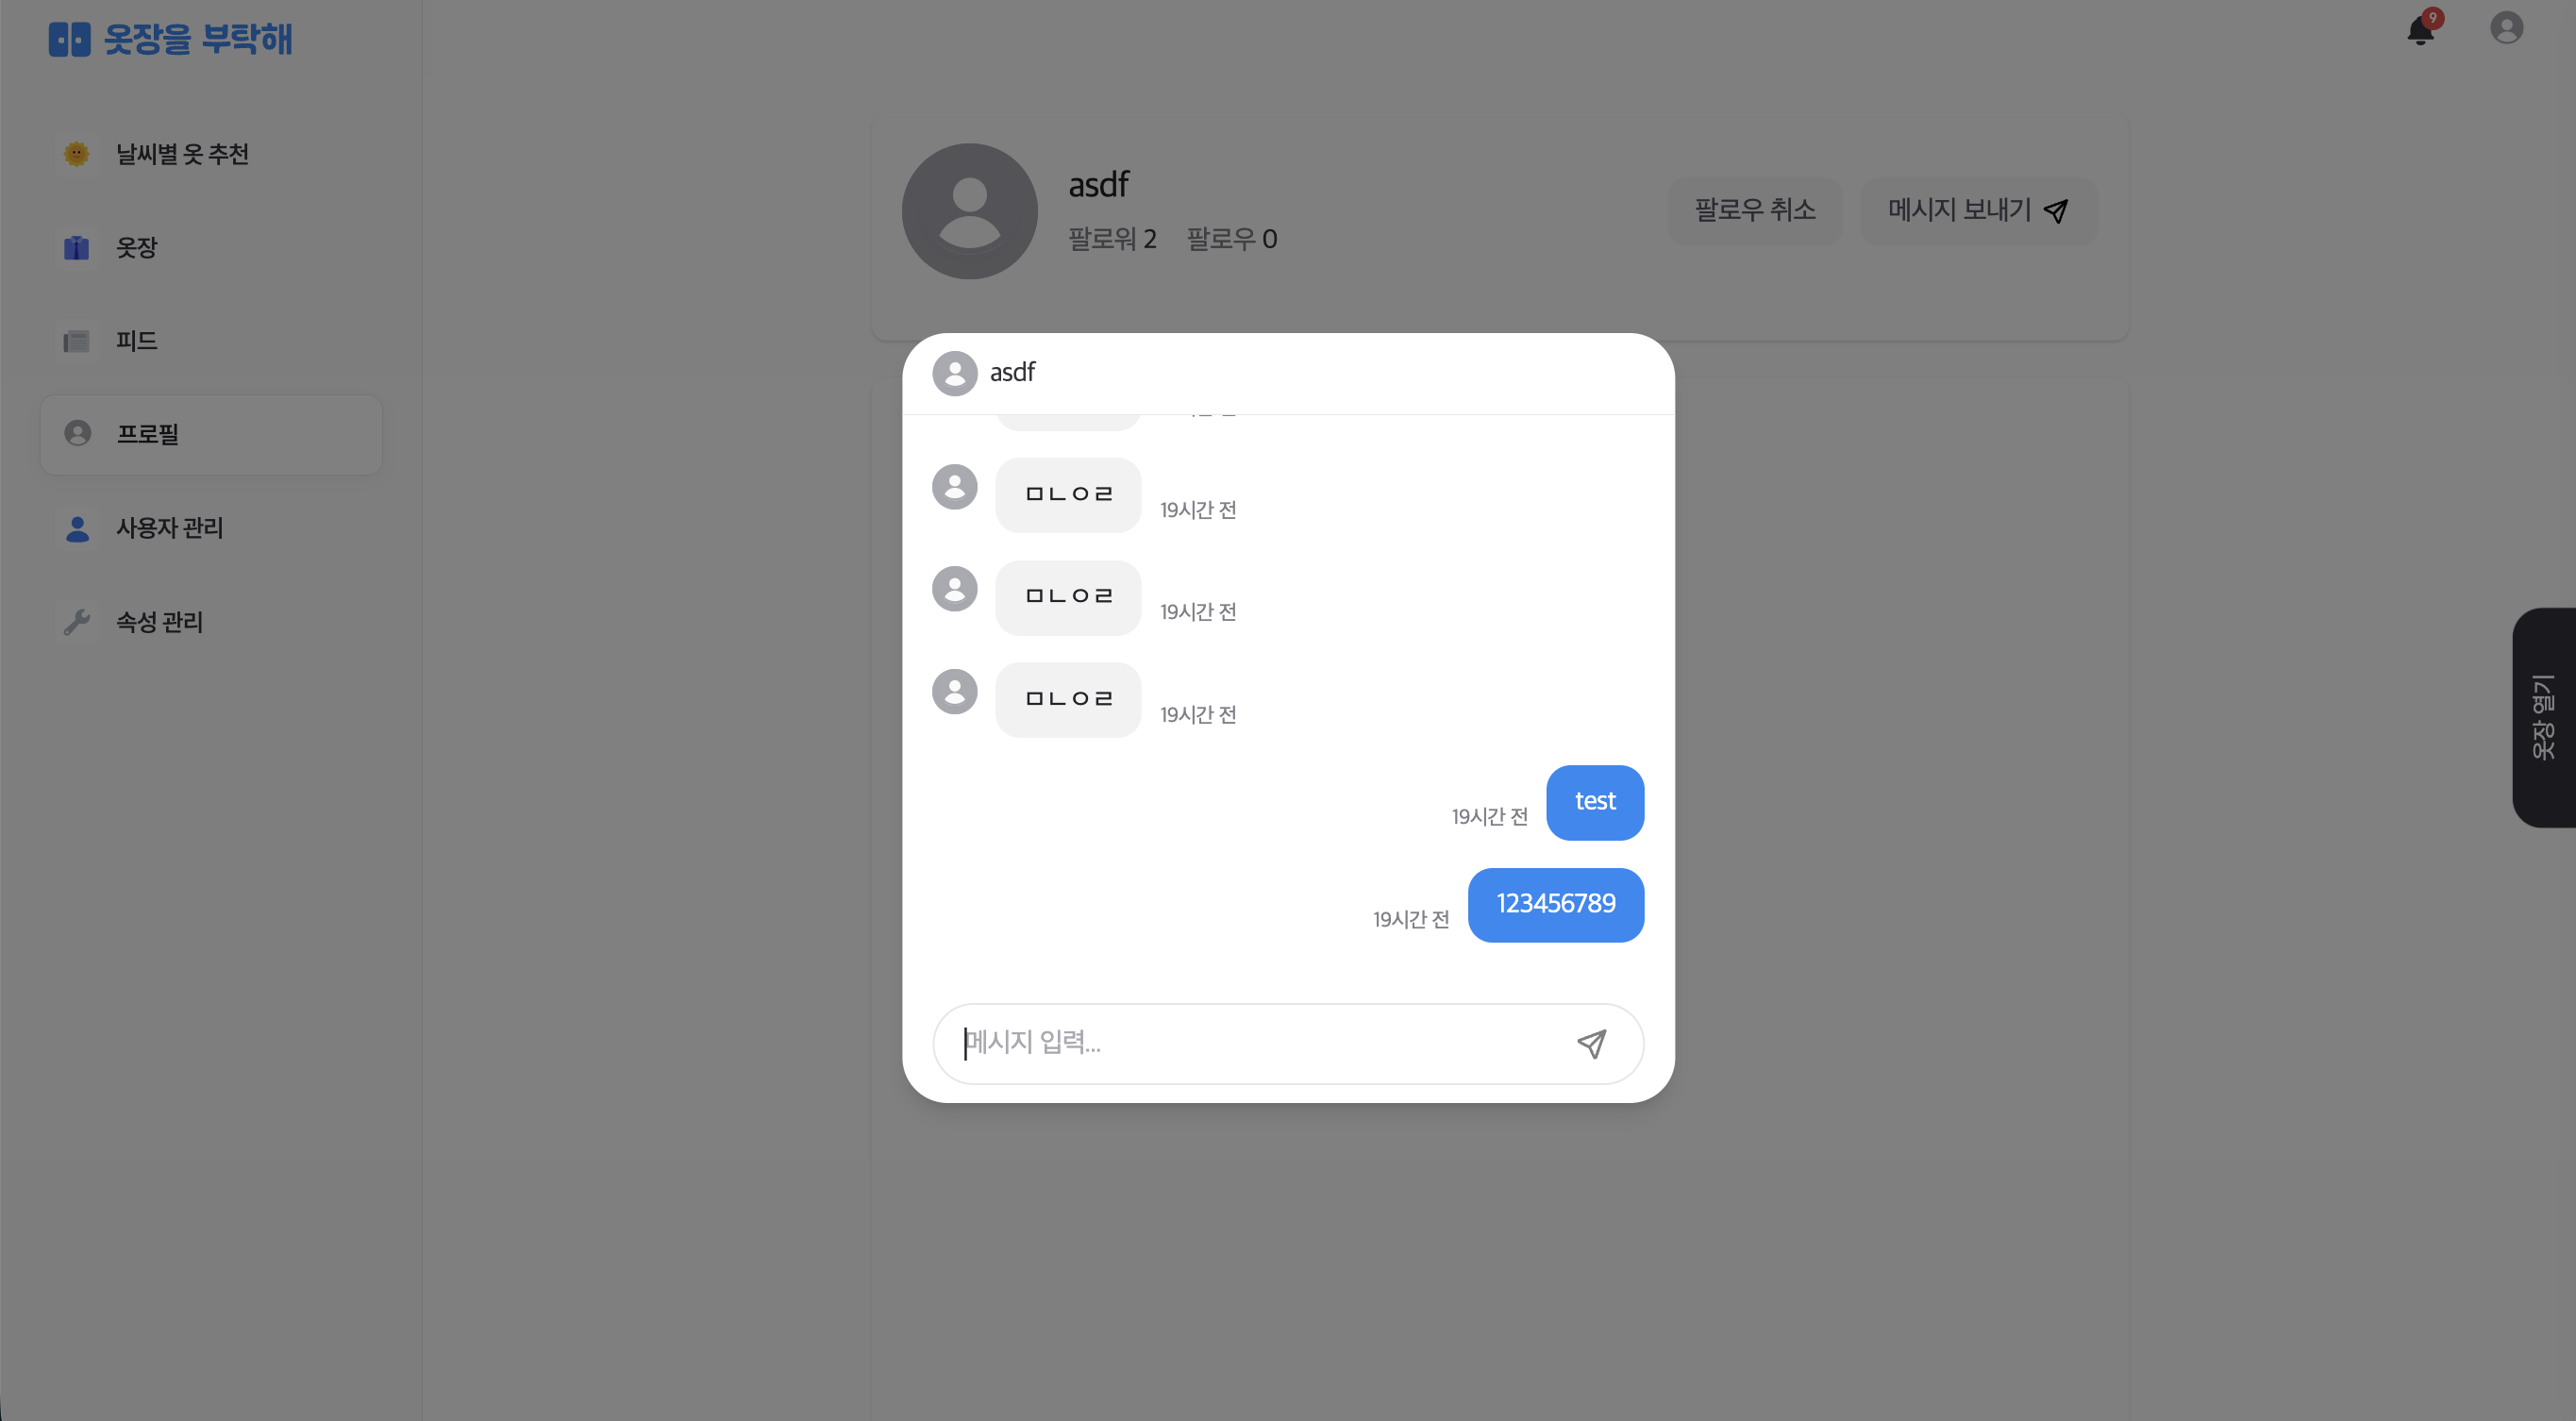 옷장을 부탁해
9
날씨별 옷 추천
옷장
피드
프로필
사용자 관리
속성 관리
asdf
팔로워 2 팔로우 0
팔로우 취소
메시지 보내기
asdf
ㅁㄴㅇㄹ
19시간 전
ㅁㄴㅇㄹ
19시간 전
ㅁㄴㅇㄹ
19시간 전
19시간 전
test
19시간 전
123456789
메시지 입력...
옷장 열기